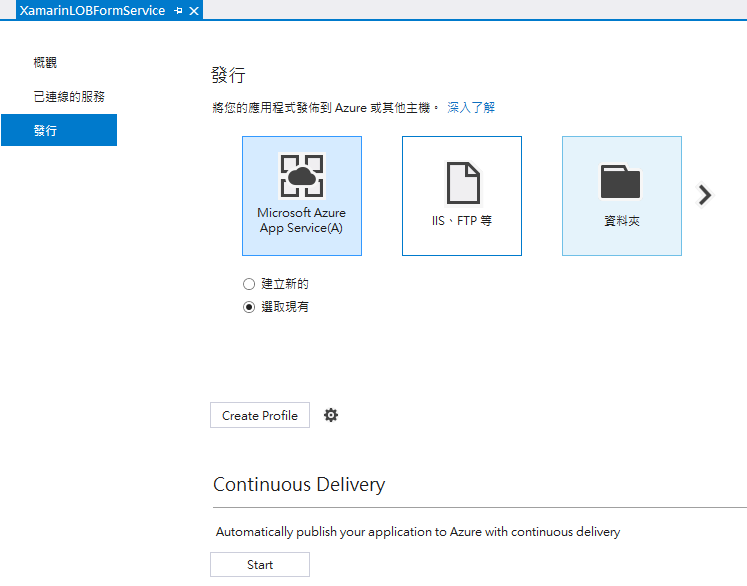 XamarinLOBFormService
概觀
已連線的服務
發行
發行
將您的應用程式發佈到 Azure 或其他主機。 深入了解
Microsoft Azure
App Service(A)
IIS、FTP 等
資料夾
建立新的
選取現有
Create Profile
Continuous Delivery
Automatically publish your application to Azure with continuous delivery
Start